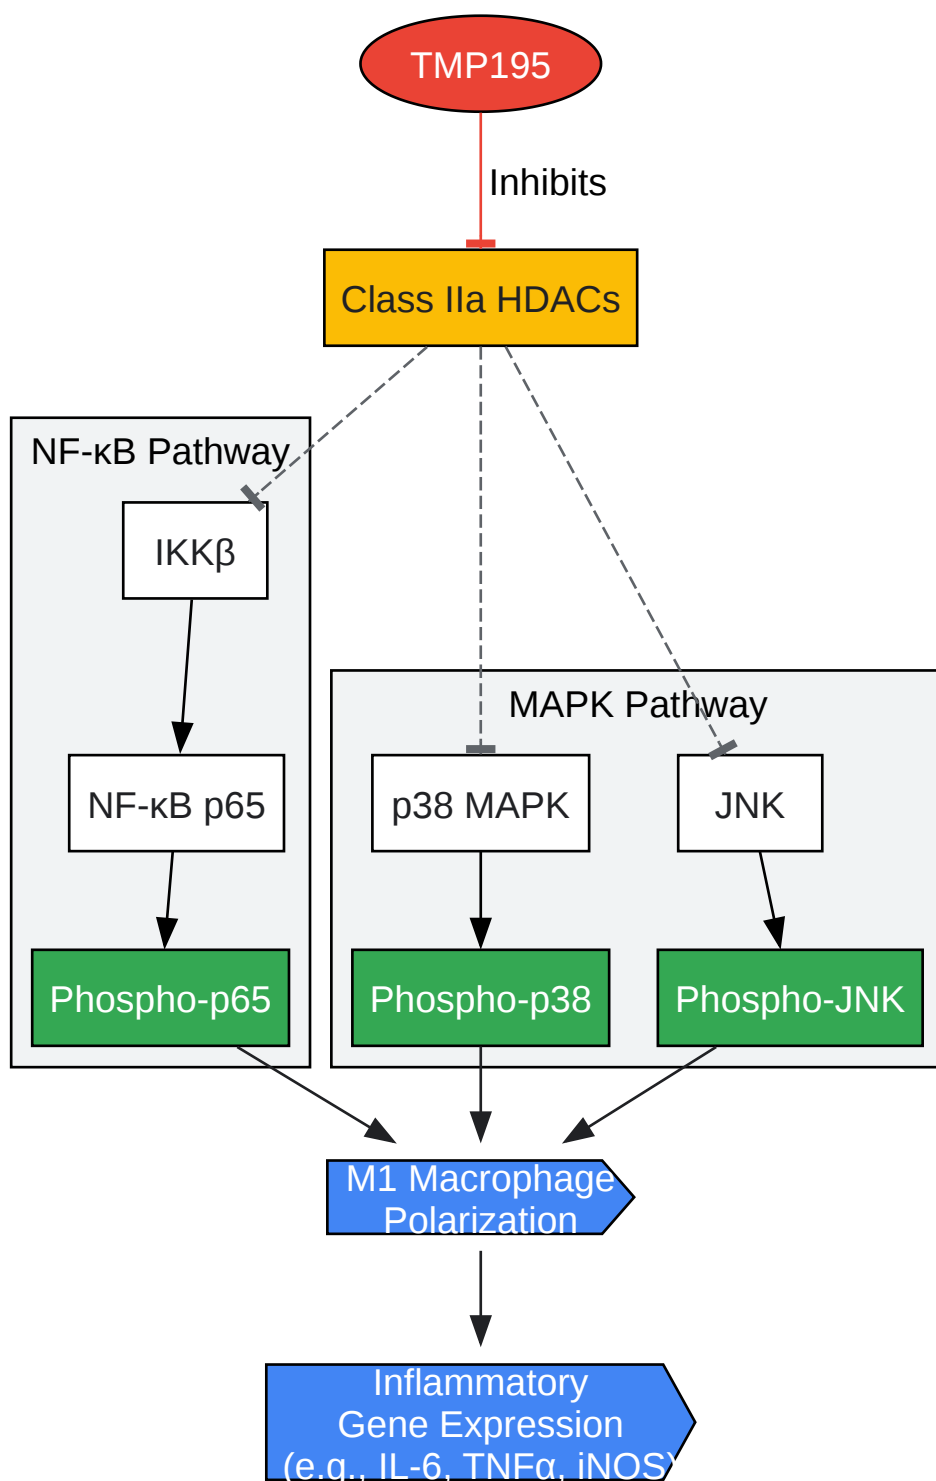 TMP195
Inhibits
Class IIa HDACs
NF-κB Pathway
IKKβ
MAPK Pathway
NF-κB p65
p38 MAPK
JNK
Phospho-p65
Phospho-p38
Phospho-JNK
M1 Macrophage
Polarization
Inflammatory
Gene Expression
(e.g., IL-6, TNFα, iNOS)